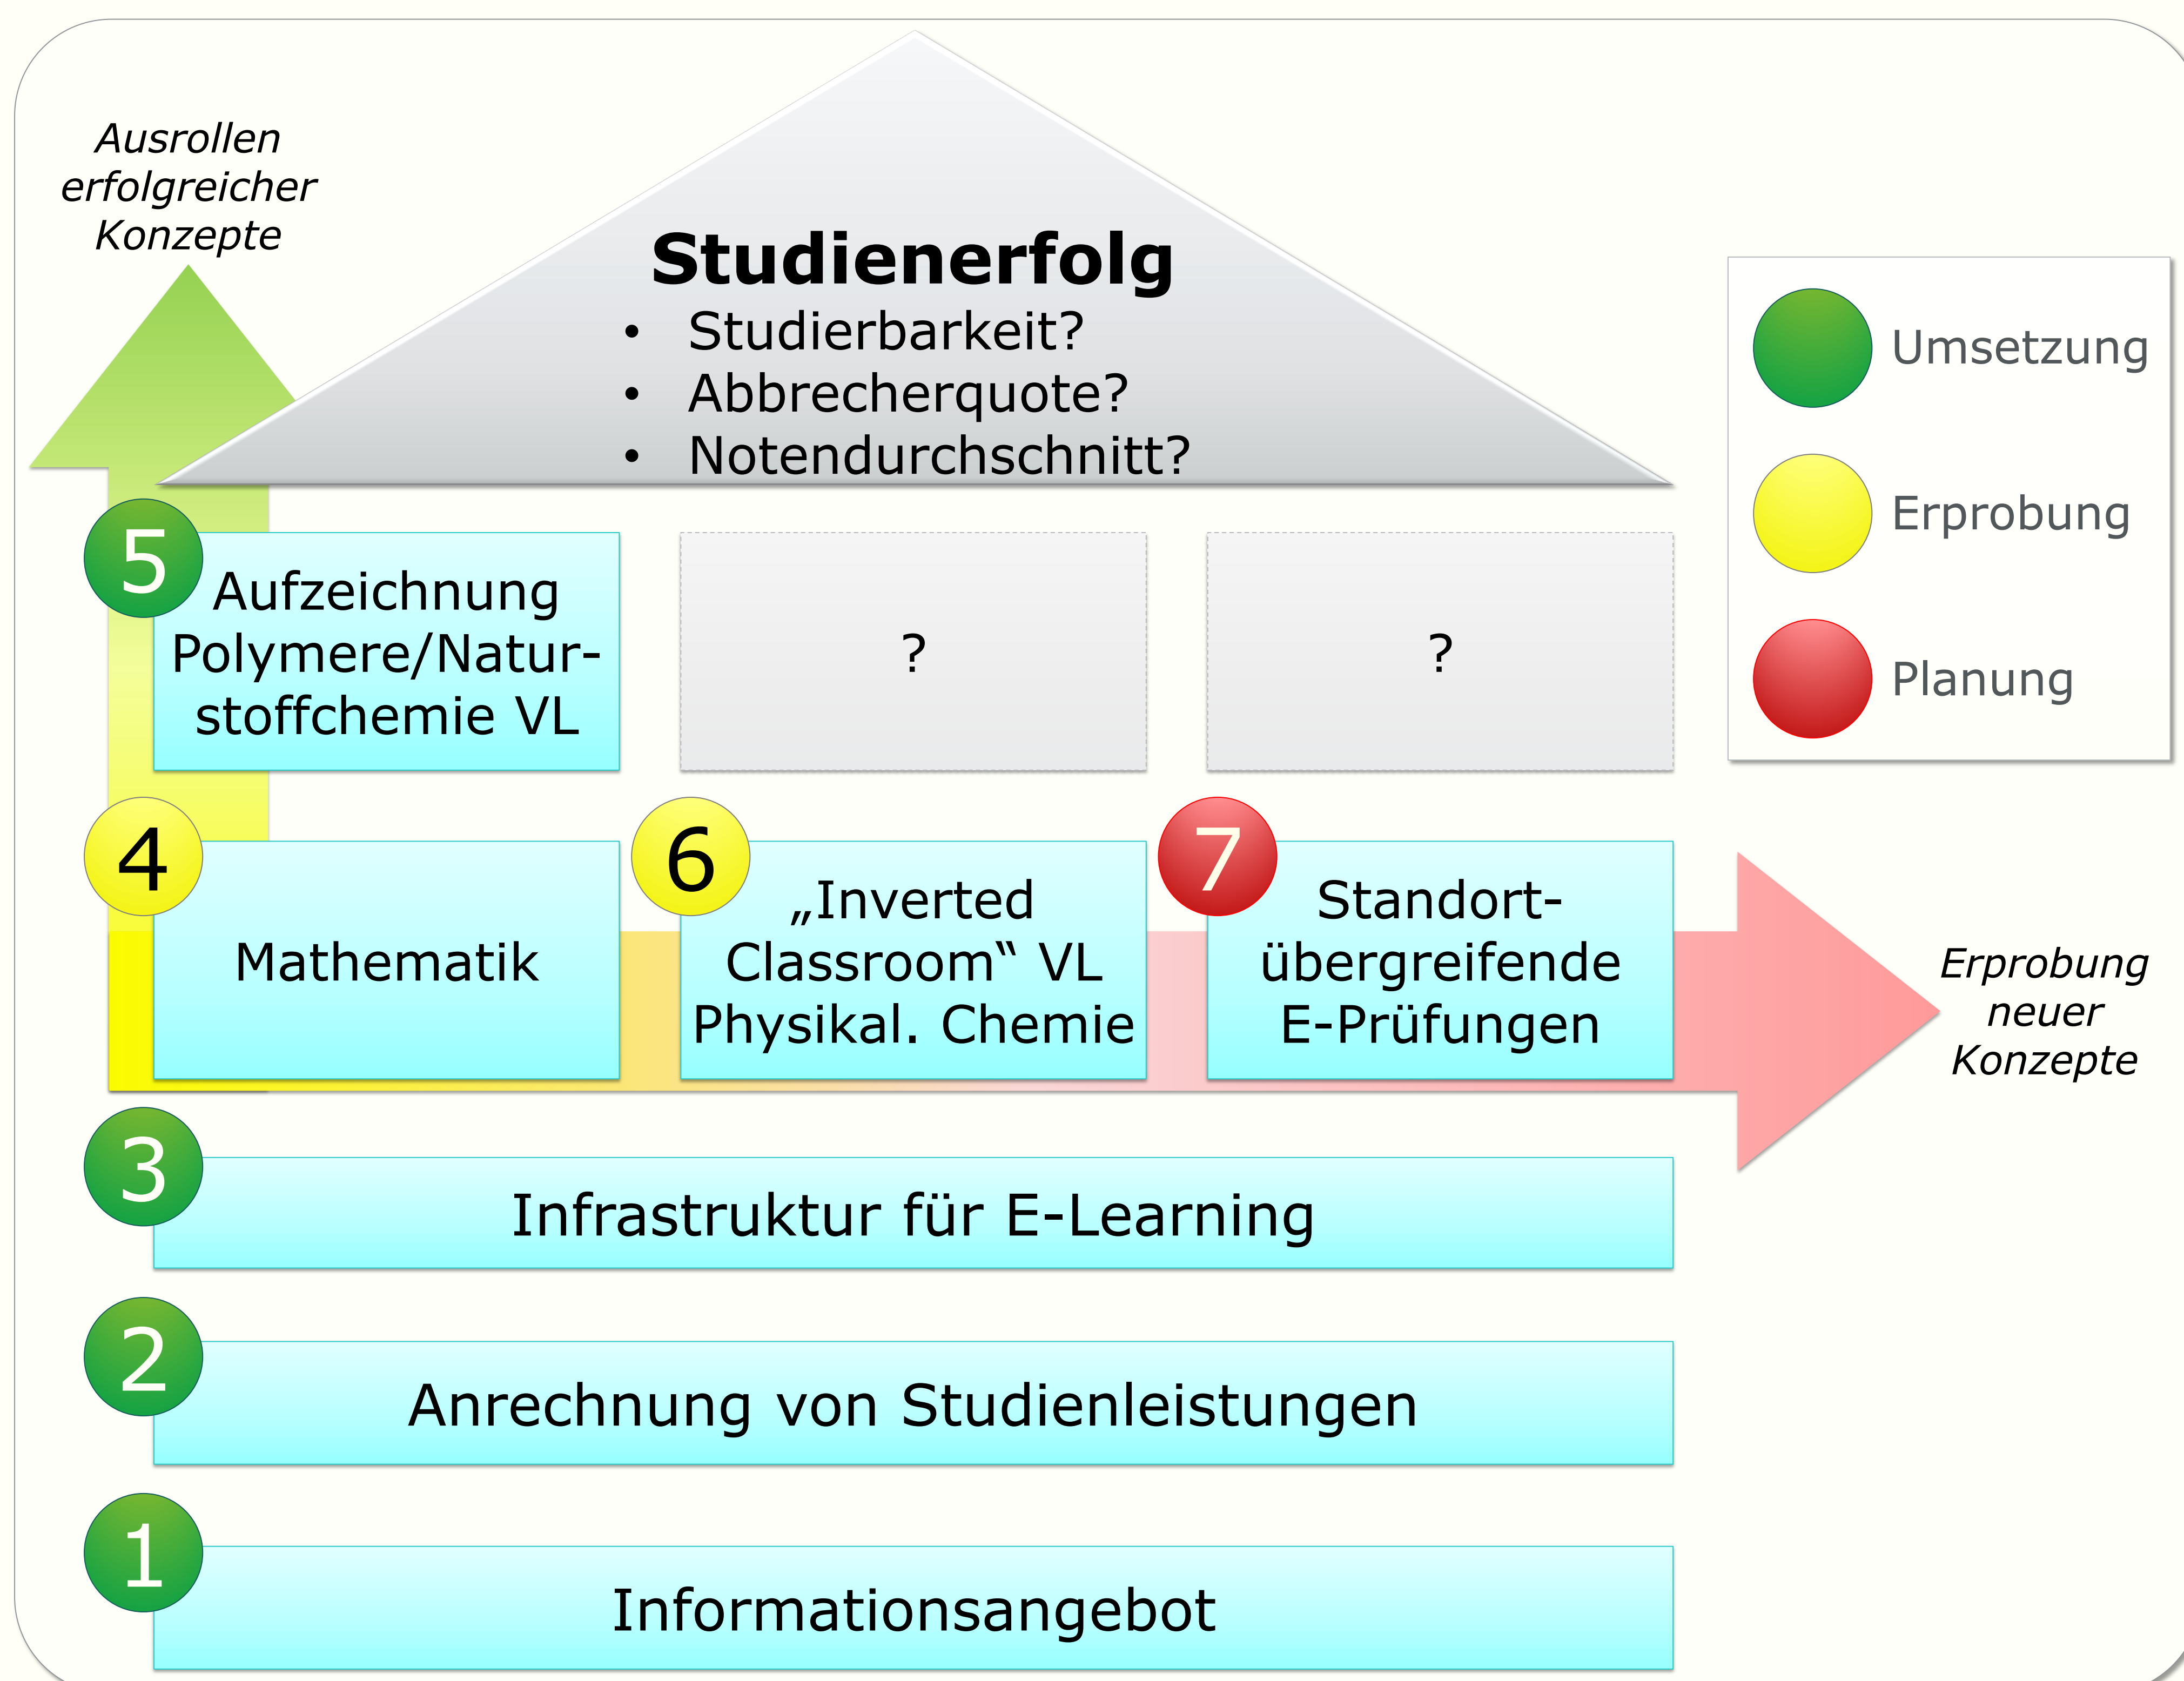 Ausrollen
erfolgreicher
Konzepte
Studienerfolg
• Studierbarkeit?
• Abbrecherquote?
• Notendurchschnitt?
Umsetzung
Erprobung
Planung
5
Aufzeichnung
Polymere/Natur-
stoffchemie VL
?
?
4
Mathematik
6
„Inverted
Classroom“ VL
Physikal. Chemie
7
Standort-
übergreifende
E-Prüfungen
Erprobung
neuer
Konzepte
3
Infrastruktur für E-Learning
2
Anrechnung von Studienleistungen
1
Informationsangebot